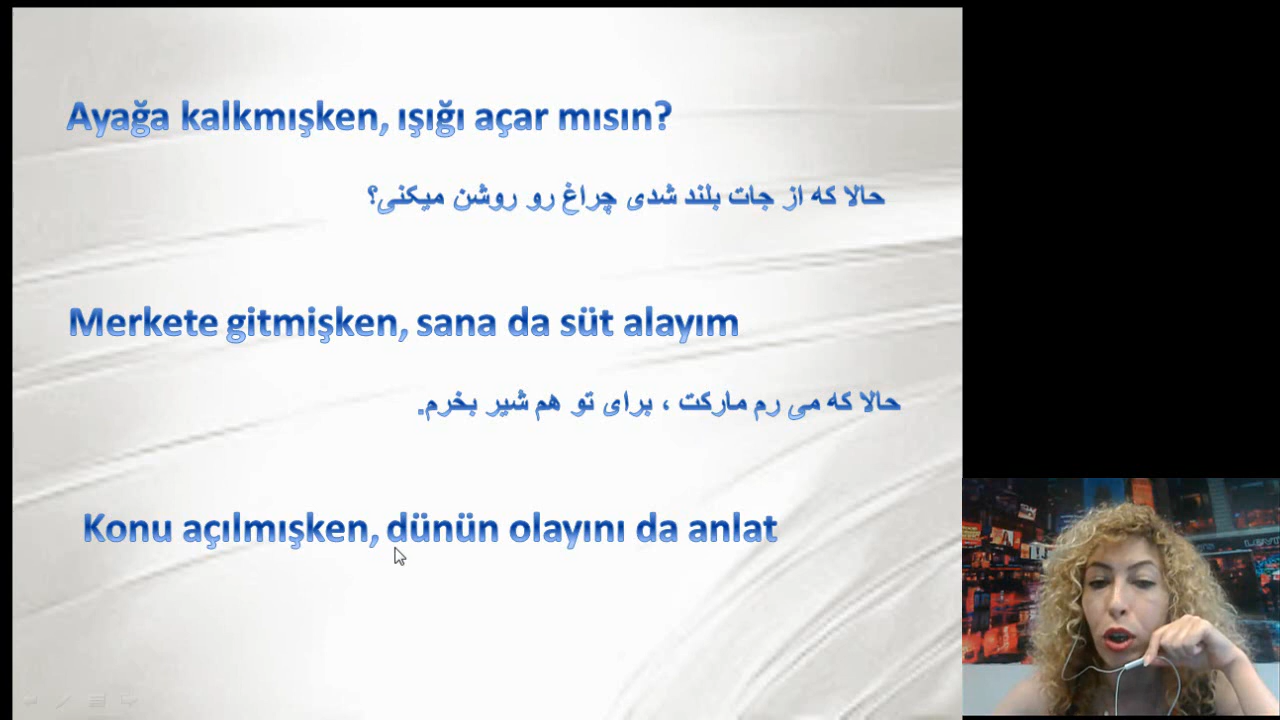 Ayağa kalkmışken, ışığı açar mısın?
حالا که از جات بلند شدی چراغ رو روشن میکنی؟
Merkete gitmişken, sana da süt alayım
حالا که می رم مارکت ، برای تو هم شیر بخرم.
Konu açılmışken, dünün olayını da anlat